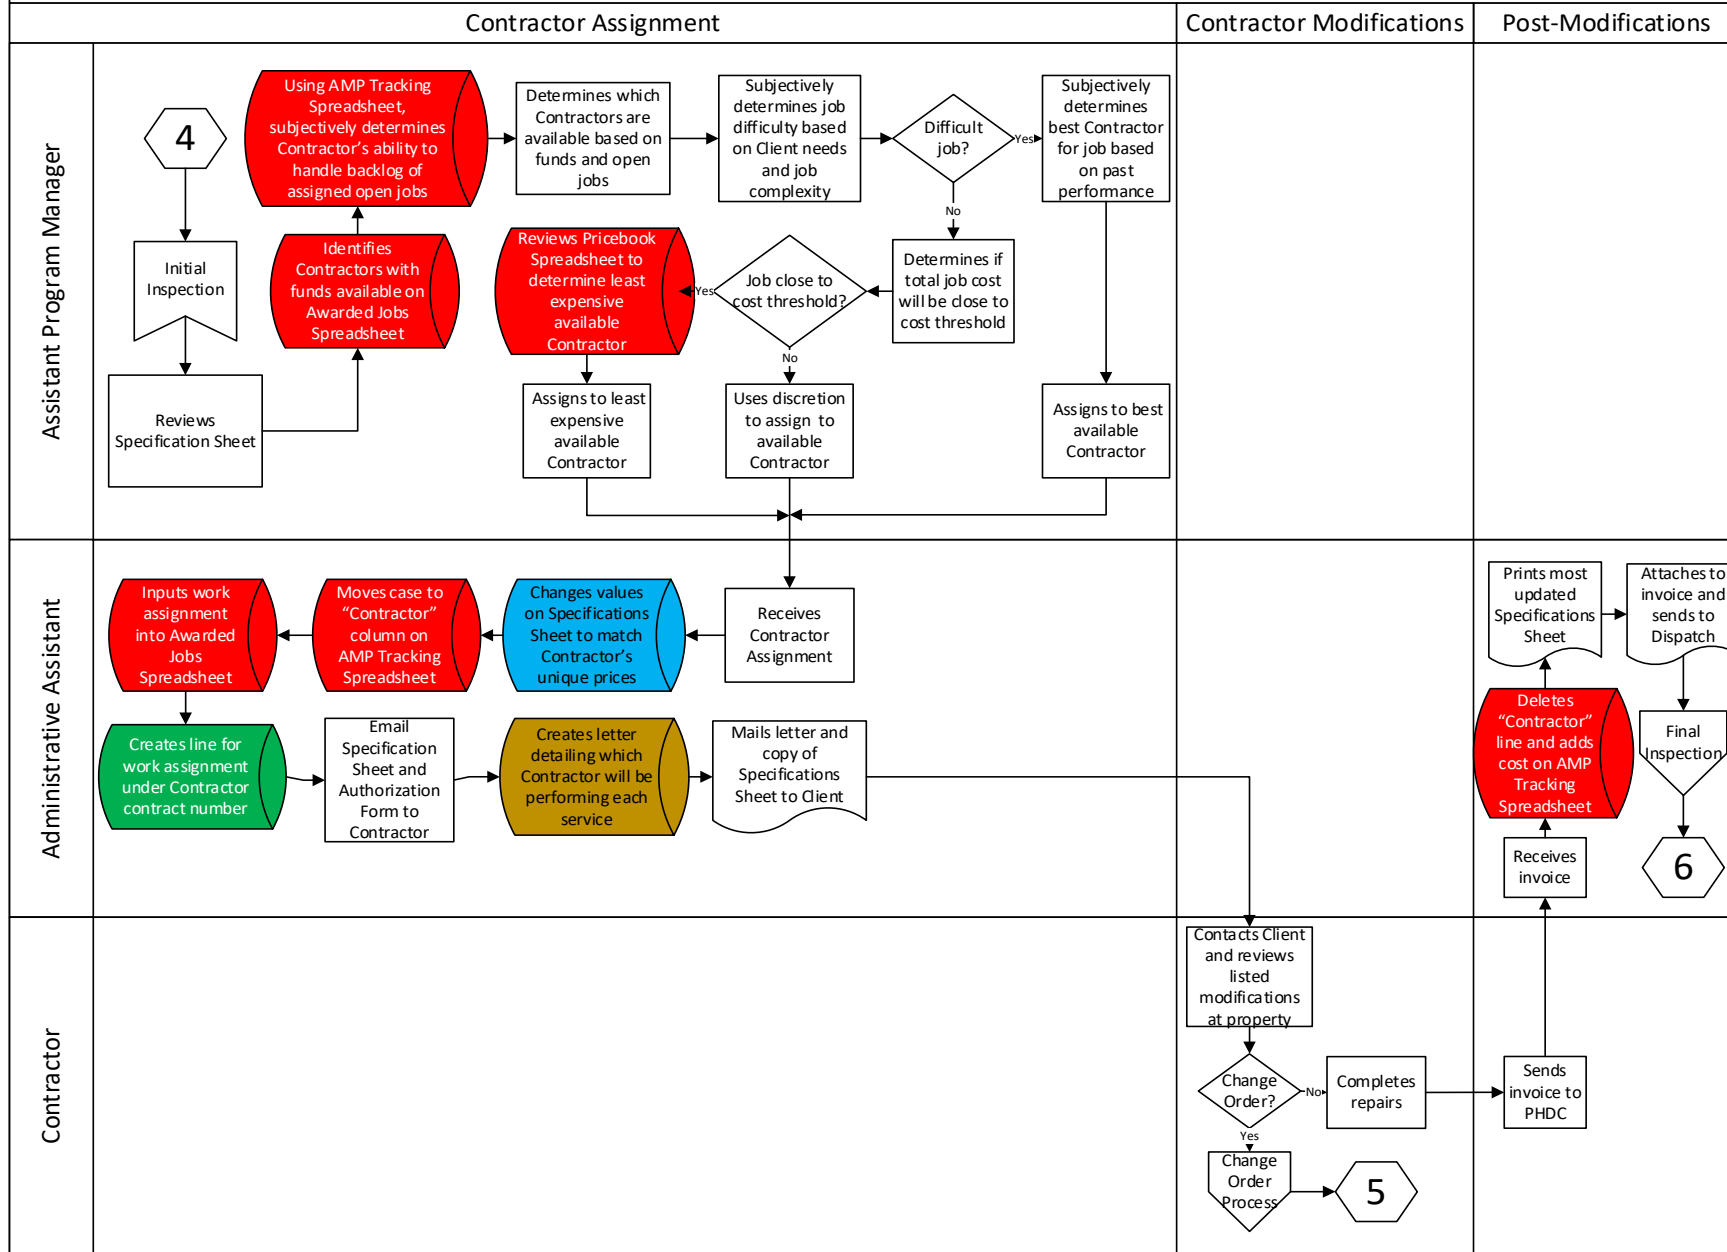 Contractor Assignment
Contractor Modifications
Post-Modifications
Assistant Program Manager
4
Initial
Inspection
Reviews
Specification Sheet
Identifies
Contractors with
funds available on
Awarded Jobs
Spreadsheet
Using AMP Tracking
Spreadsheet,
subjectively determines
Contractor’s ability to
handle backlog of
assigned open jobs
Determines which
Contractors are
available based on
funds and open
jobs
Subjectively
determines job
difficulty based
on Client needs
and job
complexity
Difficult
job?
Yes
Subjectively
determines
best Contractor
for job based
on past
performance
No
Determines if
total job cost
will be close to
cost threshold
Job close to
cost threshold?
Yes
Reviews Pricebook
Spreadsheet to
determine least
expensive
available
Contractor
No
Assigns to least
expensive
available
Contractor
Uses discretion
to assign to
available
Contractor
Assigns to best
available
Contractor
Administrative Assistant
Receives
Contractor
Assignment
Changes values
on Specifications
Sheet to match
Contractor’s
unique prices
Moves case to
“Contractor”
column on
AMP Tracking
Spreadsheet
Inputs work
assignment
into Awarded
Jobs
Spreadsheet
Creates line for
work assignment
under Contractor
contract number
Email
Specification
Sheet and
Authorization
Form to
Contractor
Creates letter
detailing which
Contractor will be
performing each
service
Mails letter and
copy of
Specifications
Sheet to Client
Prints most
updated
Specifications
Sheet
Attaches to
invoice and
sends to
Dispatch
Deletes
“Contractor”
line and adds
cost on AMP
Tracking
Spreadsheet
Final
Inspection
Receives
invoice
6
Contractor
Contacts Client
and reviews
listed
modifications
at property
Change
Order?
No
Completes
repairs
Sends
invoice to
PHDC
Yes
Change
Order
Process
5